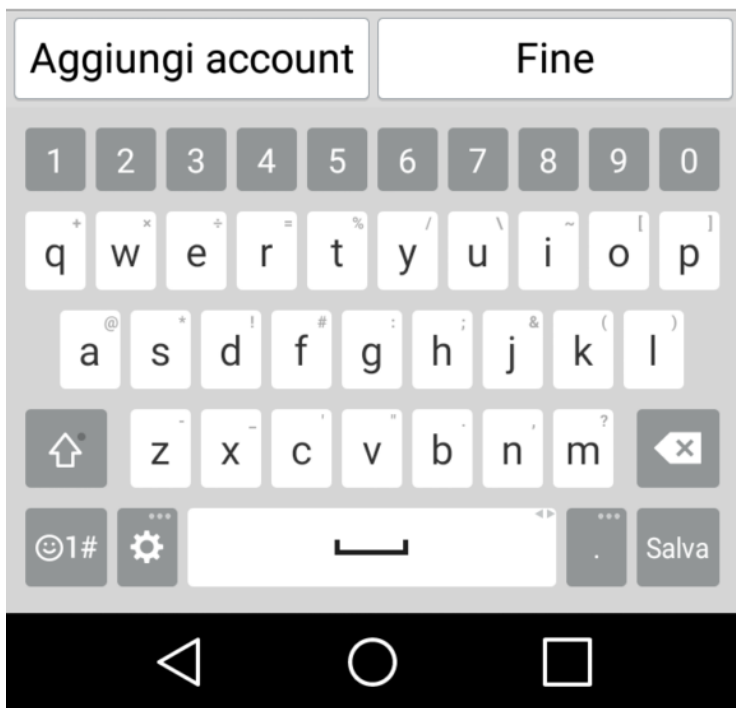 Aggiungi account Fine
1 2 3 4 5 6 7 8 9 0
+ × ÷ = % / \ ~ [ ]
q w e r t y u i o p
@ * ! # : ; & ( )
a s d f g h j k l
- _ ' " . , ?
z x c v b n m
☺1# . Salva